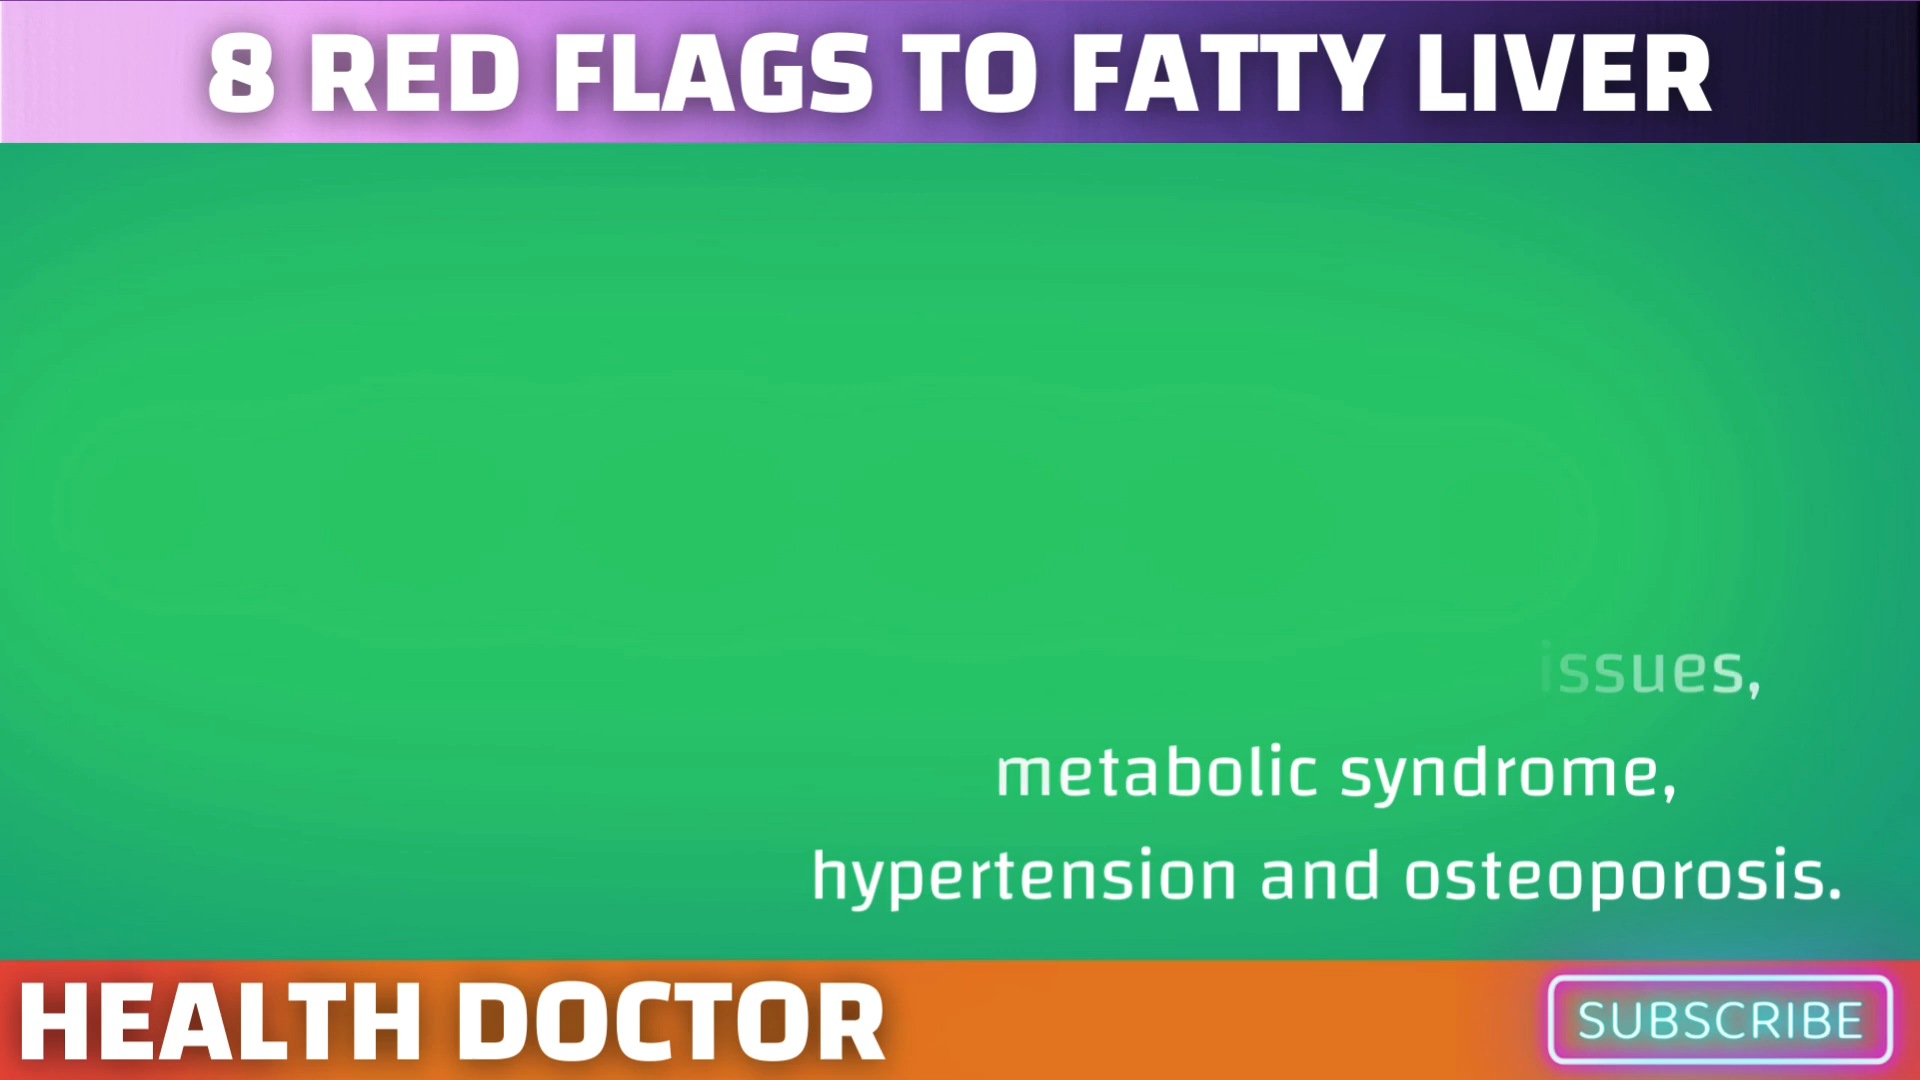 8 RED FLAGS TO FATTY LIVER
issues,
metabolic syndrome,
hypertension and osteoporosis.
HEALTH DOCTOR
SUBSCRIBE